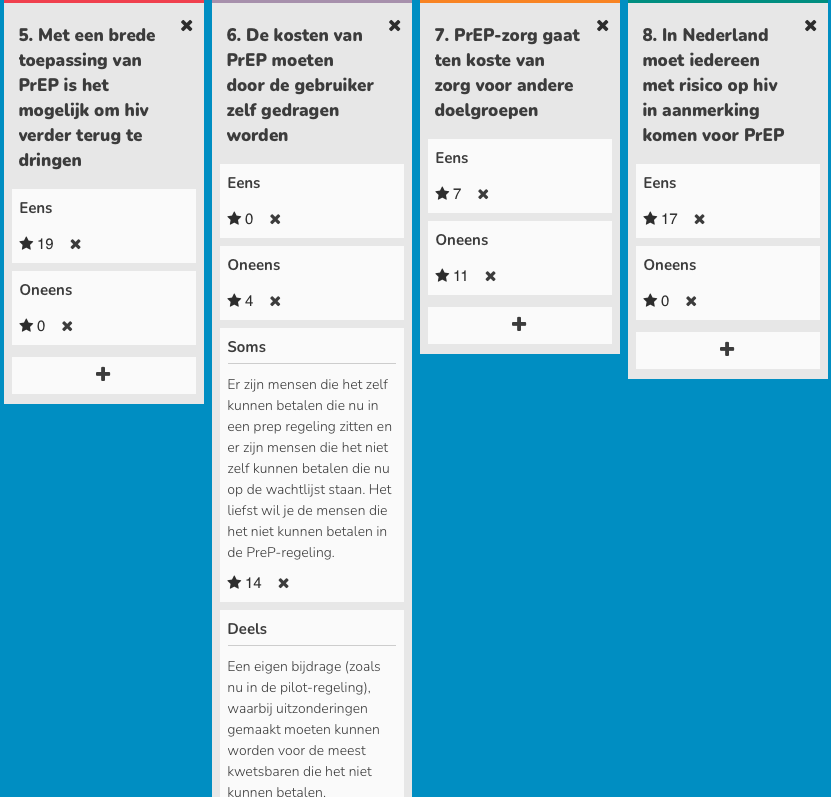 5. Met een brede
toepassing van
PrEP is het
mogelijk om hiv
verder terug te
dringen
Eens
19
Oneens
0
6. De kosten van
PrEP moeten
door de gebruiker
zelf gedragen
worden
Eens
0
Oneens
4
Soms
Er zijn mensen die het zelf
kunnen betalen die nu in
een prep regeling zitten en
er zijn mensen die het niet
zelf kunnen betalen die nu
op de wachtlijst staan. Het
liefst wil je de mensen die
het niet kunnen betalen in
de PreP-regeling.
14
Deels
Een eigen bijdrage (zoals
nu in de pilot-regeling),
waarbij uitzonderingen
gemaakt moeten kunnen
worden voor de meest
kwetsbaren die het niet
kunnen betalen.
7. PrEP-zorg gaat
ten koste van
zorg voor andere
doelgroepen
Eens
7
Oneens
11
8. In Nederland
moet iedereen
met risico op hiv
in aanmerking
komen voor PrEP
Eens
17
Oneens
0